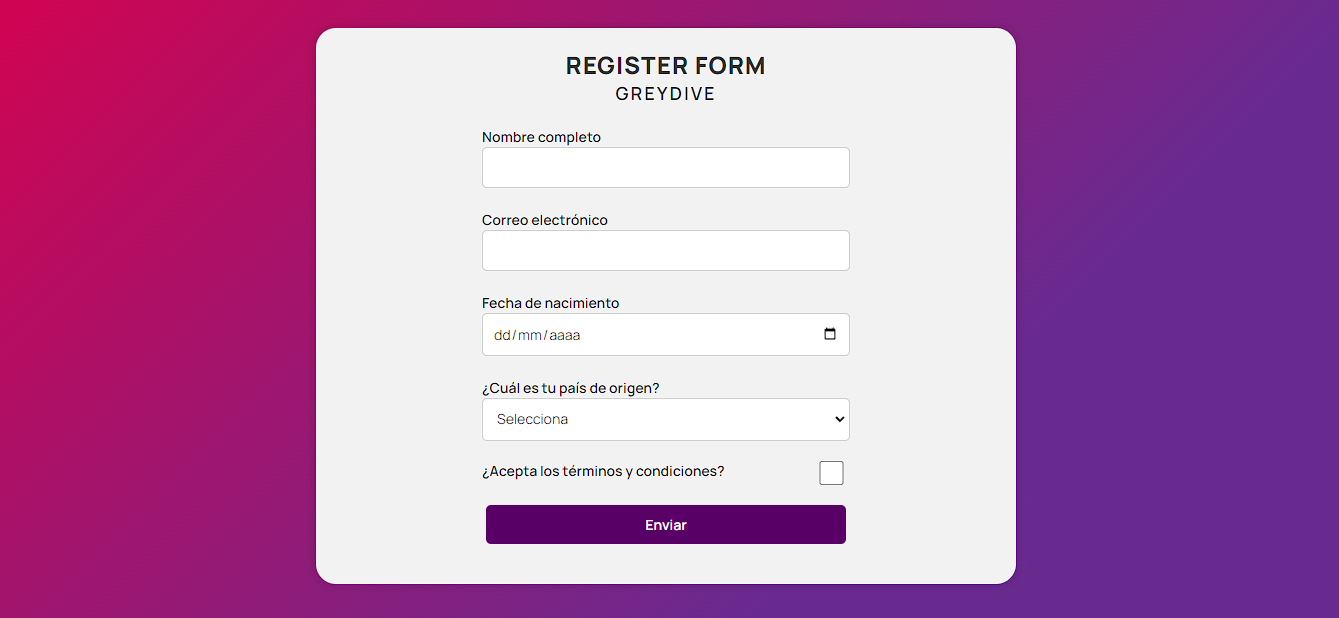 REGISTER FORM
GREYDIVE
Nombre completo
Correo electrónico
Fecha de nacimiento
dd/mm/aaaa
¿Cuál es tu país de origen?
Selecciona
¿Acepta los términos y condiciones?
Enviar